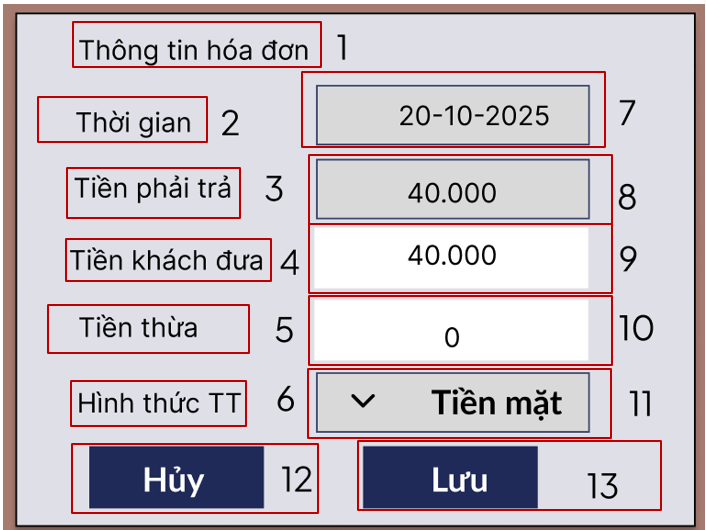 Thông tin hóa đơn 1
Thời gian 2 20-10-2025 7
Tiền phải trả 3 40.000 8
Tiền khách đưa 4 40.000 9
Tiền thừa 5 0 10
Hình thức TT 6 Tiền mặt 11
Hủy 12 Lưu 13